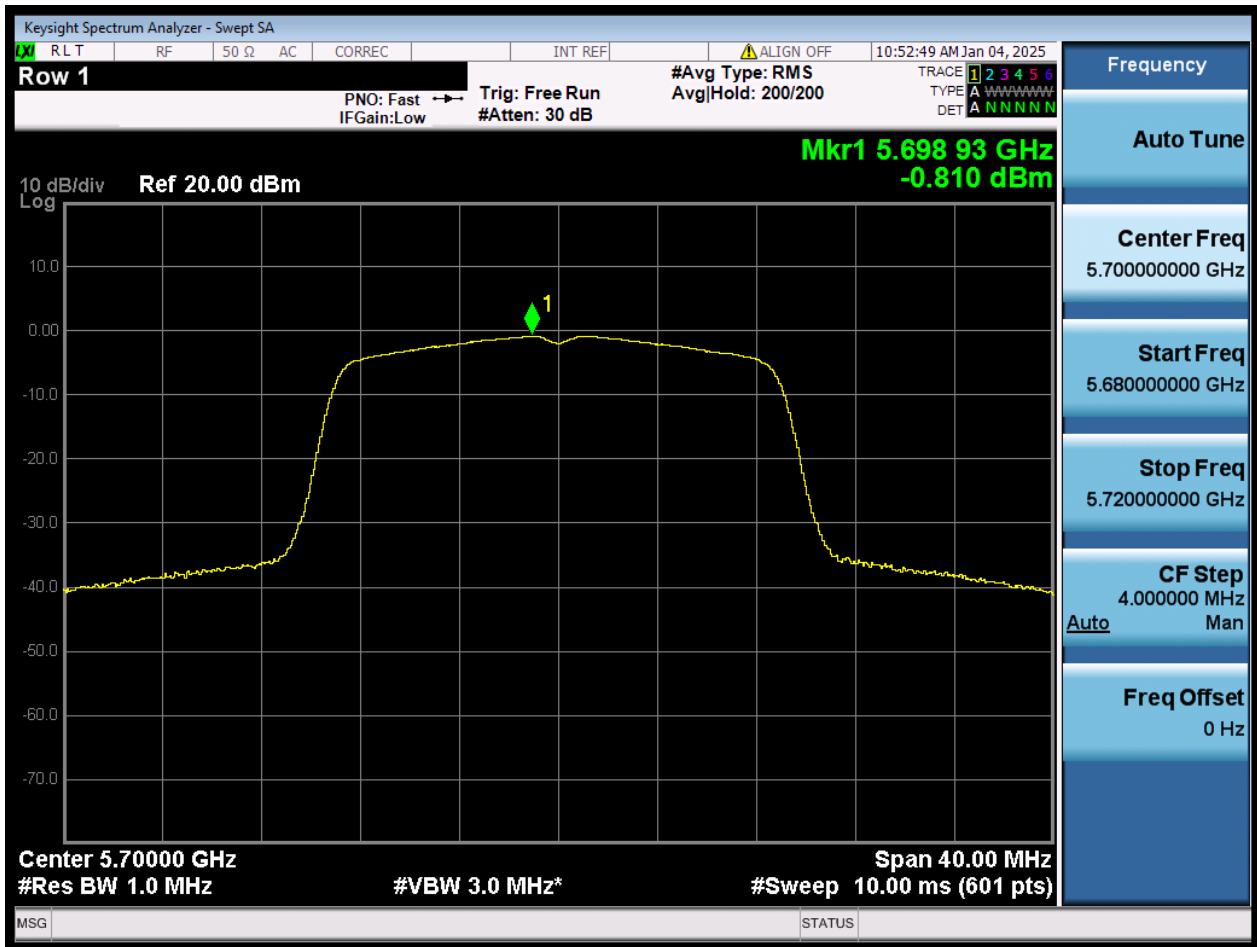 Keysight Spectrum Analyzer - Swept SA
LXI RLT RF 50 Ω AC CORREC INT REF ALIGN OFF 10:52:49 AM Jan 04, 2025
Row 1
PNO: Fast
IFGain:Low
Trig: Free Run
#Atten: 30 dB
#Avg Type: RMS
Avg|Hold: 200/200
TRACE 1 2 3 4 5 6
TYPE A WWWWW
DET A N N N N N
Mkr1 5.698 93 GHz
-0.810 dBm
10 dB/div Ref 20.00 dBm
Log
1
10.0
0.00
-10.0
-20.0
-30.0
-40.0
-50.0
-60.0
-70.0
Center 5.70000 GHz Span 40.00 MHz
#Res BW 1.0 MHz #VBW 3.0 MHz* #Sweep 10.00 ms (601 pts)
MSG STATUS
Frequency
Auto Tune
Center Freq
5.700000000 GHz
Start Freq
5.680000000 GHz
Stop Freq
5.720000000 GHz
CF Step
4.000000 MHz
Auto Man
Freq Offset
0 Hz